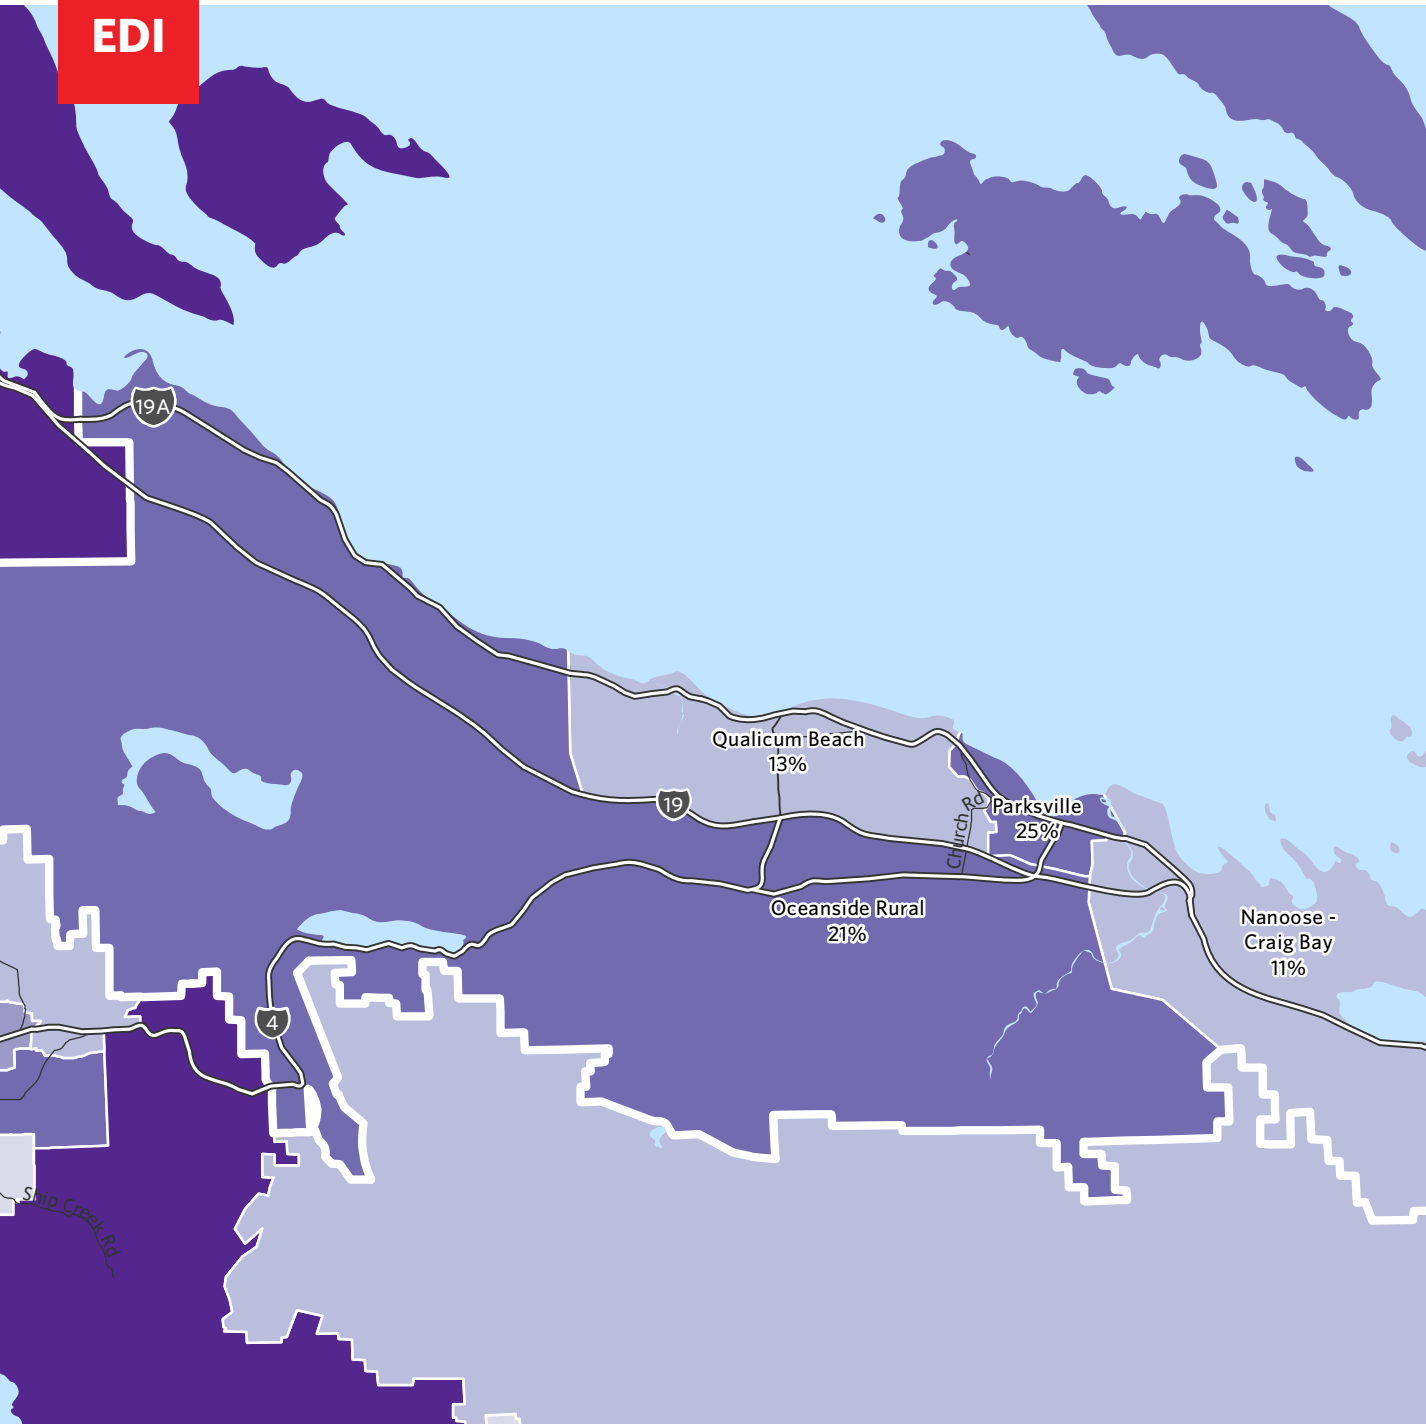 EDI
19A
Qualicum Beach
13%
19
Church Rd
Parksville
25%
Oceanside Rural
21%
Nanoose -
Craig Bay
11%
4
Ship Creek Rd